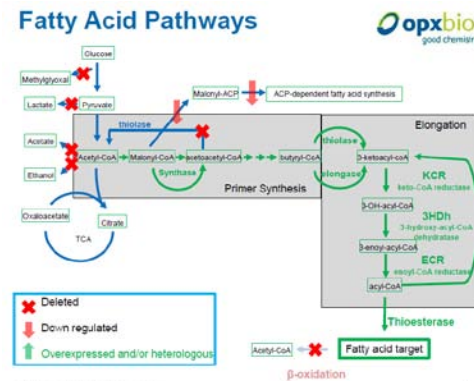 Fatty Acid Pathways
opxbio
good chemistry
Glucose
Methylglyoxal
Malonyl-ACP
ACP-dependent fatty acid synthesis
Lactate
Pyruvate
Elongation
Acetate
thiolase
thiolase
Acetyl-CoA
Malonyl-CoA
acetoacetyl-CoA
butyryl-CoA
3-ketoacyl-CoA
Ethanol
Synthase
elongase
KCR
keto-CoA reductase
Primer Synthesis
Oxaloacetate
Citrate
3-OH-acyl-CoA
3HDh
3-hydroxy-acyl-CoA
dehydratase
TCA
3-enoyl-acyl-CoA
ECR
enoyl-CoA reductase
acyl-CoA
Deleted
Down regulated
Overexpressed and/or heterologous
Thioesterase
Acetyl-CoA
Fatty acid target
β-oxidation